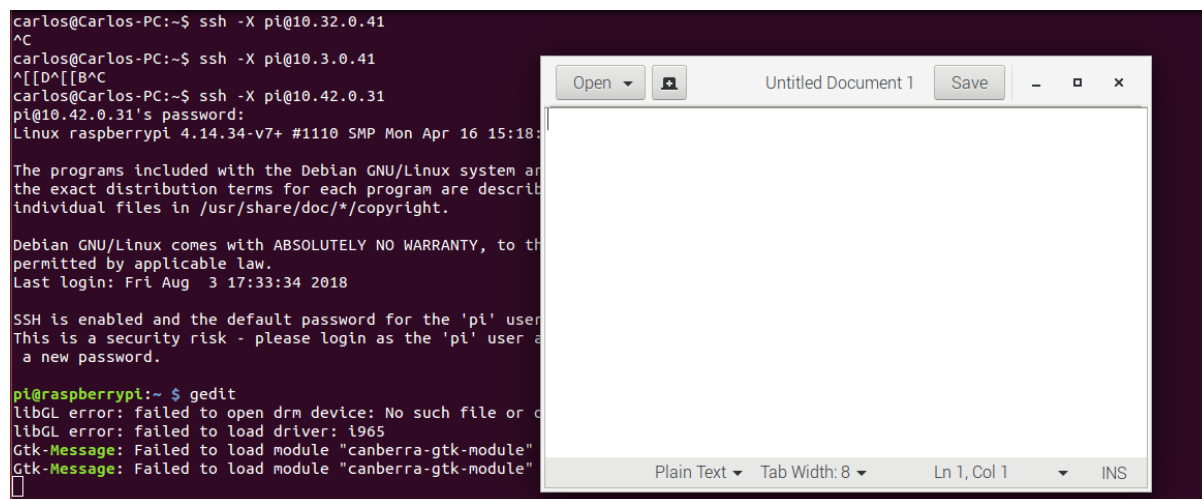 carlos@Carlos-PC:~$ ssh -X pi@10.32.0.41
^C
carlos@Carlos-PC:~$ ssh -X pi@10.3.0.41
^[[D^[[B^C
carlos@Carlos-PC:~$ ssh -X pi@10.42.0.31
pi@10.42.0.31's password:
Linux raspberrypi 4.14.34-v7+ #1110 SMP Mon Apr 16 15:18:
The programs included with the Debian GNU/Linux system ar
the exact distribution terms for each program are describ
individual files in /usr/share/doc/*/copyright.
Debian GNU/Linux comes with ABSOLUTELY NO WARRANTY, to th
permitted by applicable law.
Last login: Fri Aug  3 17:33:34 2018
SSH is enabled and the default password for the 'pi' user
This is a security risk - please login as the 'pi' user a
 a new password.
pi@raspberrypi:~ $ gedit
libGL error: failed to open drm device: No such file or d
libGL error: failed to load driver: i965
Gtk-Message: Failed to load module "canberra-gtk-module"
Gtk-Message: Failed to load module "canberra-gtk-module"
Open Untitled Document 1 Save
Plain Text Tab Width: 8 Ln 1, Col 1 INS